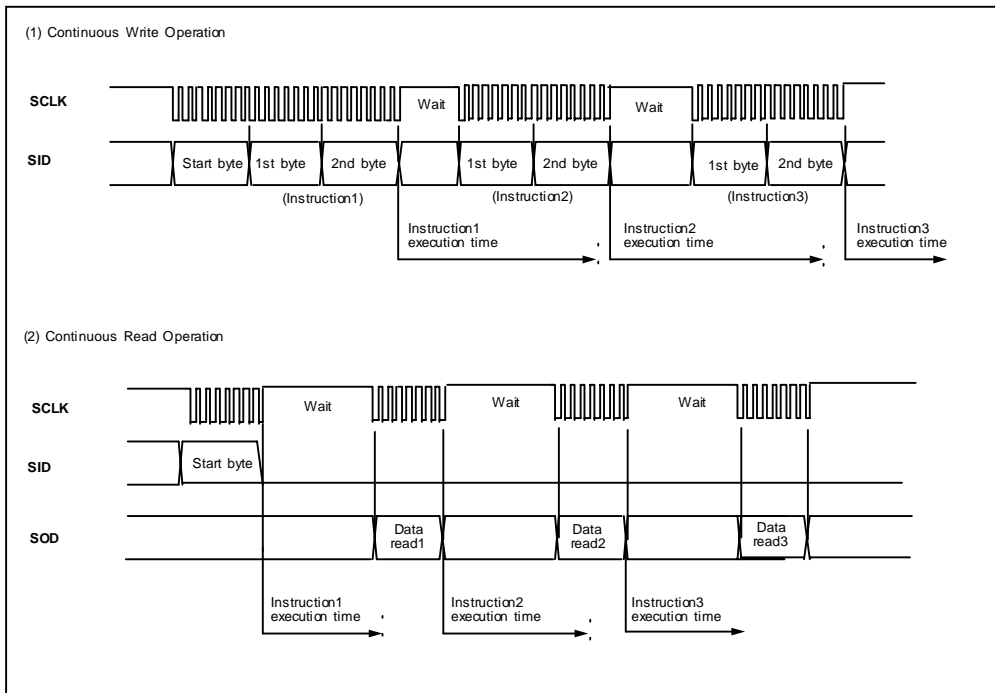 (1) Continuous Write Operation
SCLK
Wait
Wait
SID
Start byte
1st byte
2nd byte
1st byte
2nd byte
1st byte
2nd byte
(Instruction1)
(Instruction2)
(Instruction3)
Instruction1
execution time
Instruction2
execution time
Instruction3
execution time
(2) Continuous Read Operation
SCLK
Wait
Wait
Wait
SID
Start byte
SOD
Data
read1
Data
read2
Data
read3
Instruction1
execution time
Instruction2
execution time
Instruction3
execution time